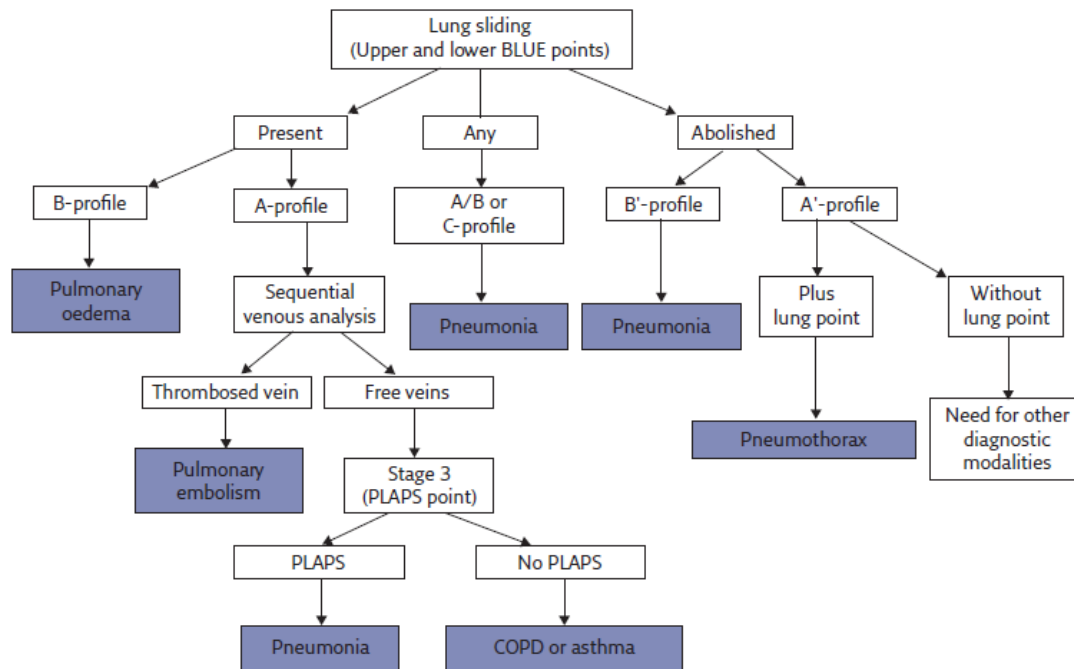 Lung sliding
(Upper and lower BLUE points)
Present
Any
Abolished
B-profile
A-profile
A/B or
C-profile
B'-profile
A'-profile
Pulmonary
oedema
Sequential
venous analysis
Pneumonia
Pneumonia
Plus
lung point
Without
lung point
Thrombosed vein
Free veins
Pneumothorax
Need for other
diagnostic
modalities
Pulmonary
embolism
Stage 3
(PLAPS point)
PLAPS
No PLAPS
Pneumonia
COPD or asthma